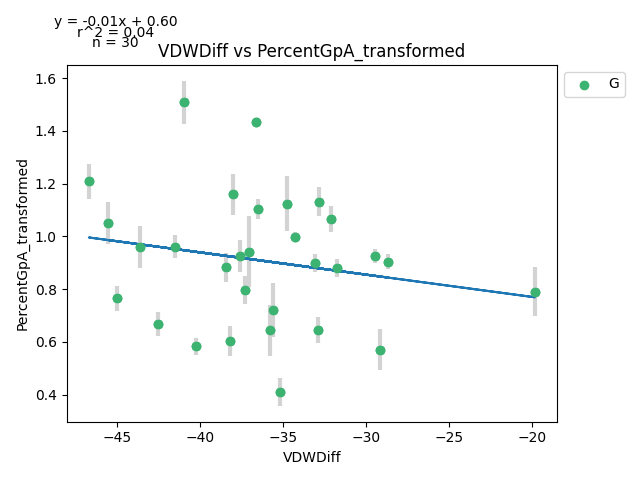 y = -0.01x + 0.60
r^2 = 0.04
n = 30
VDWDiff vs PercentGpA_transformed
G
PercentGpA_transformed
1.6
1.4
1.2
1.0
0.8
0.6
0.4
−45
−40
−35
−30
−25
−20
VDWDiff